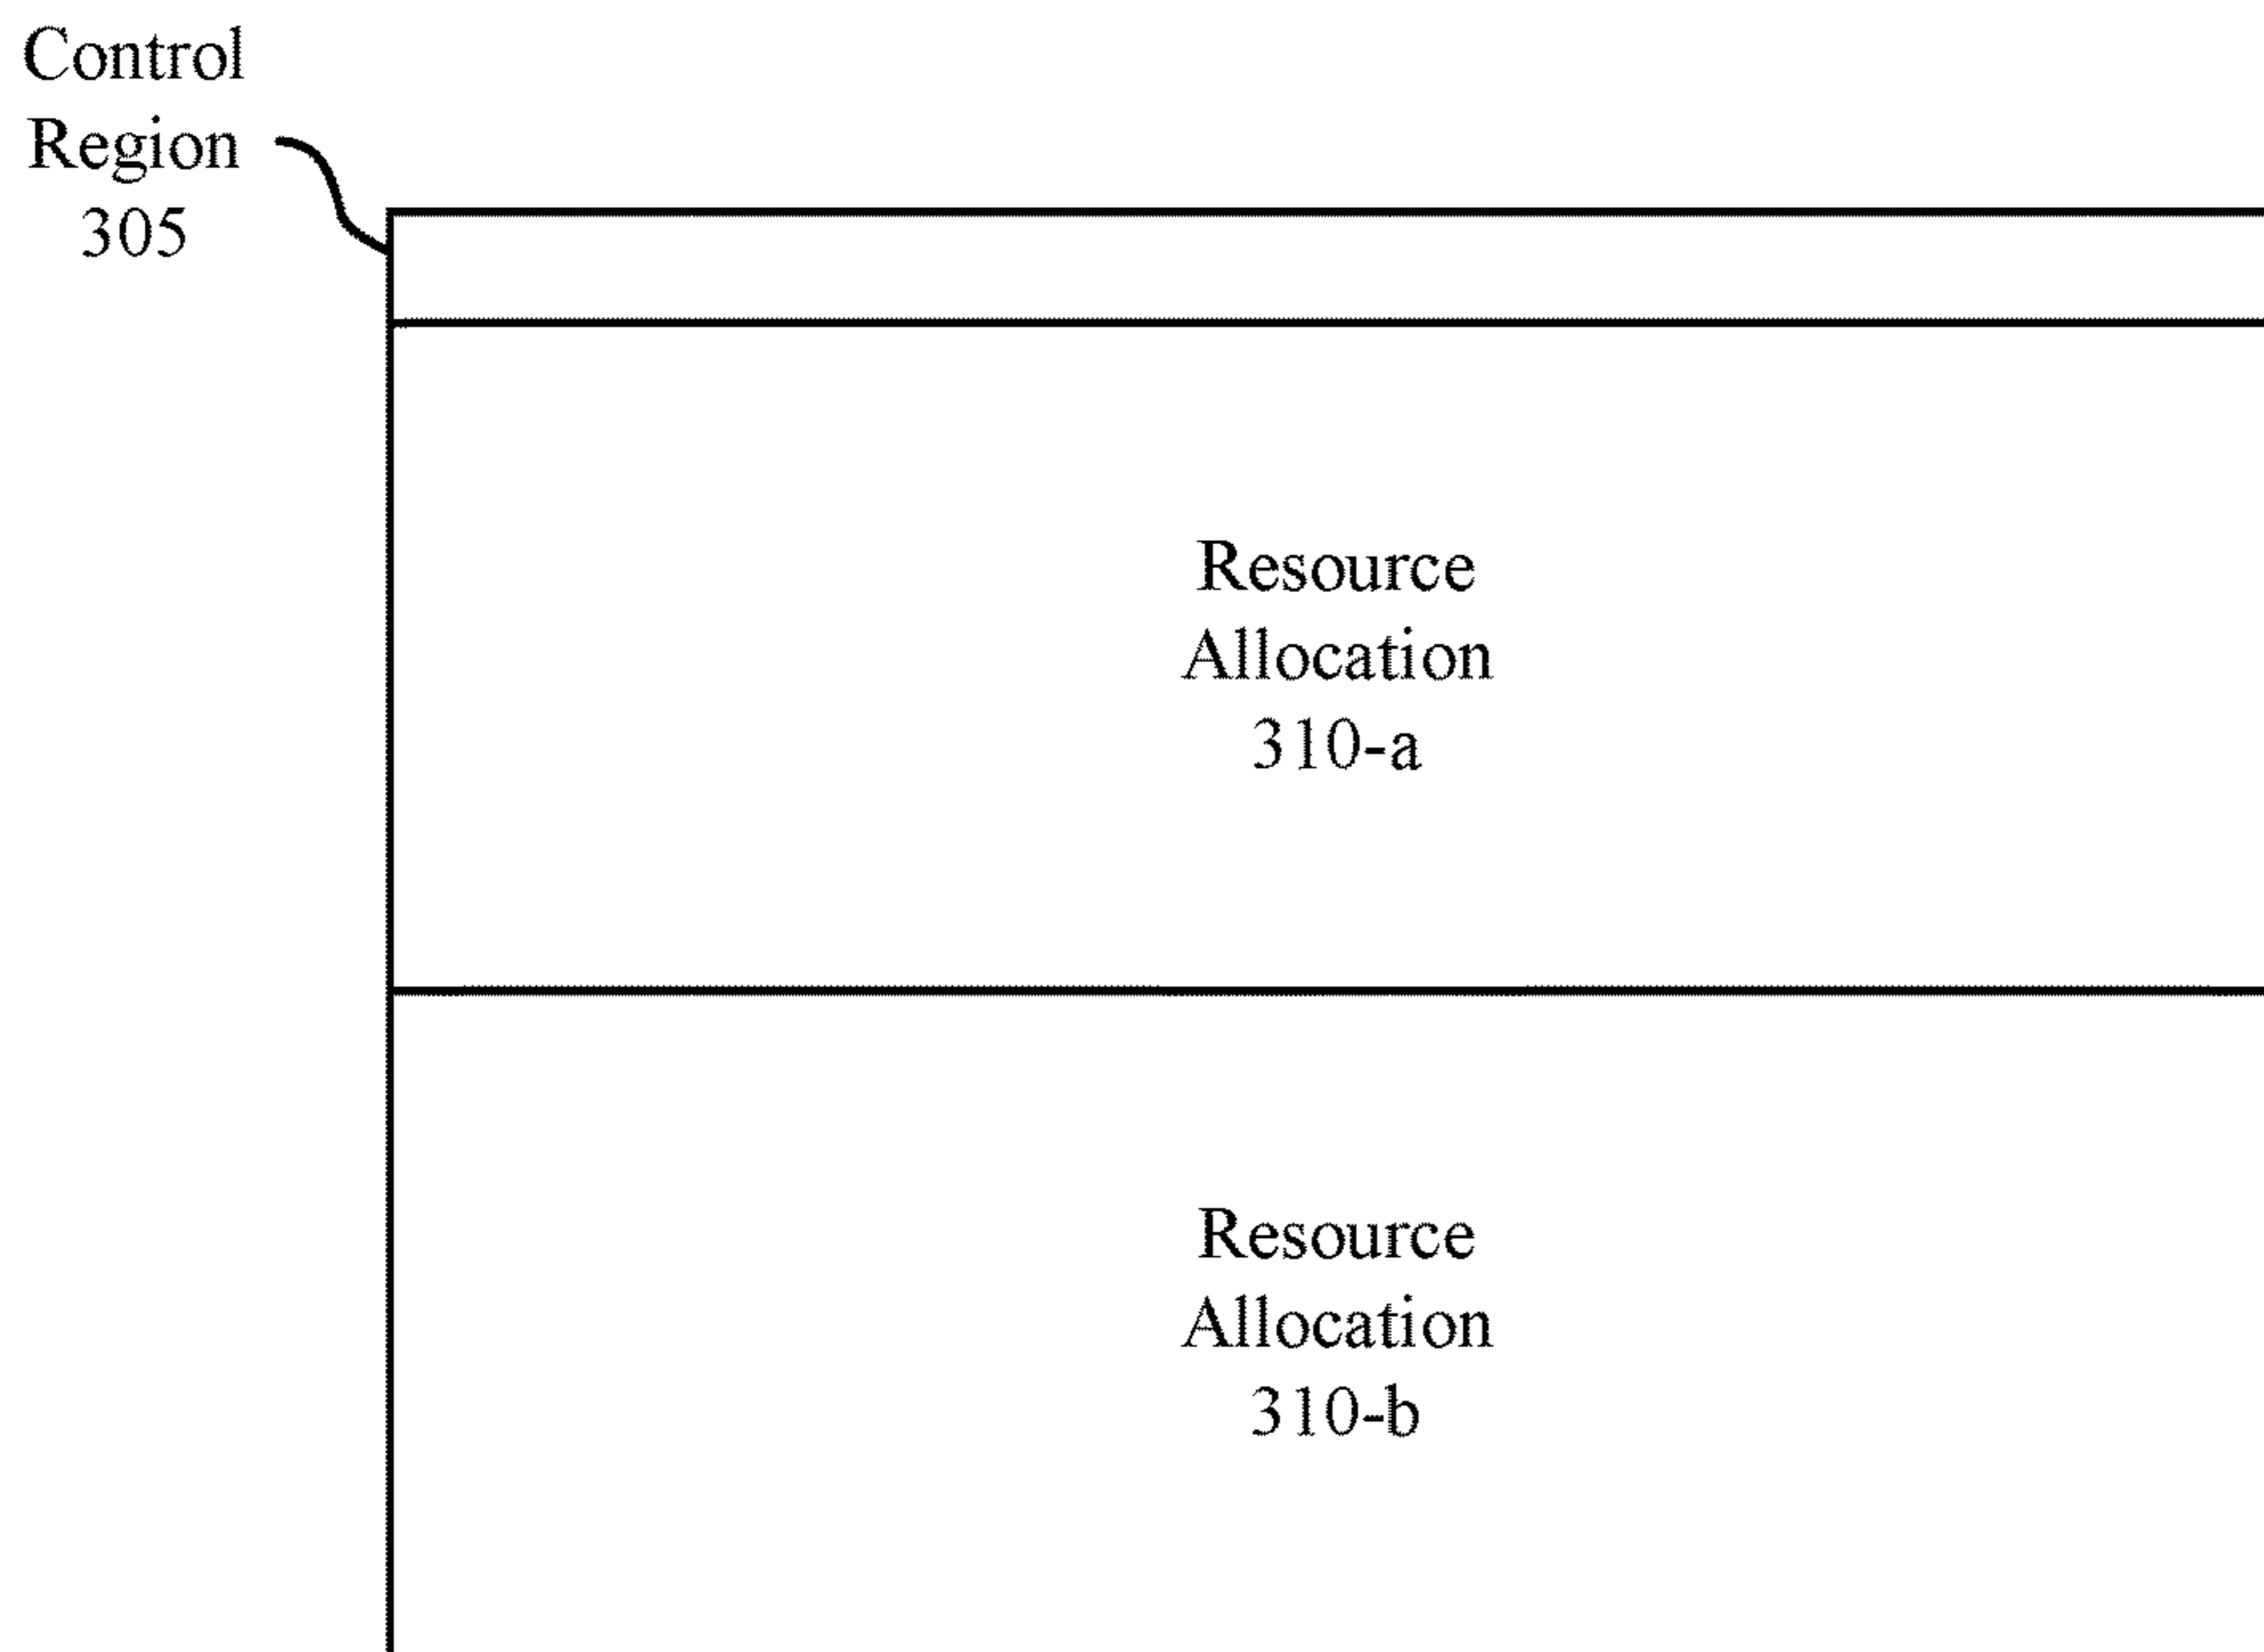 Control
Region
305
Resource
Allocation
310-a
Resource
Allocation
310-b